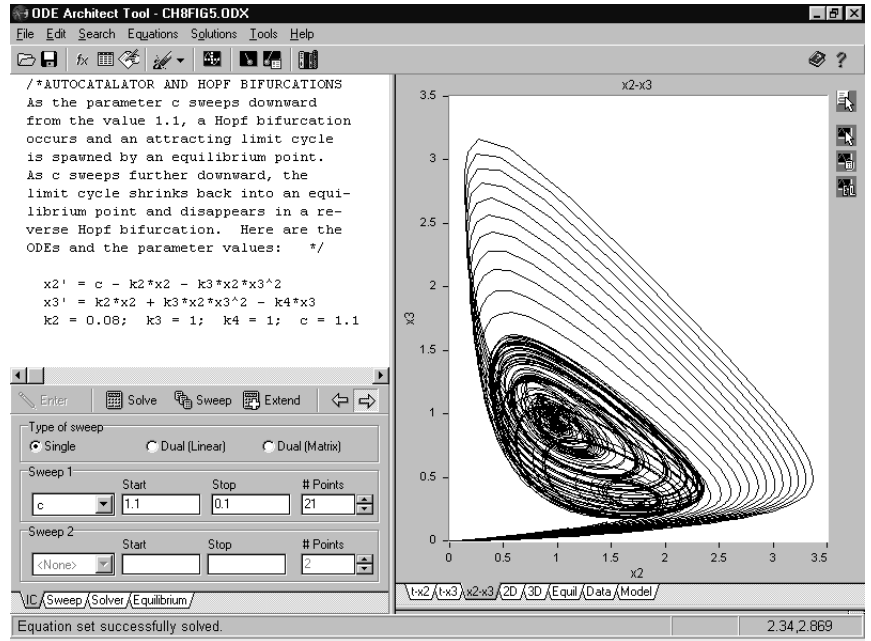 ODE Architect Tool - CH8FIG5.ODX
File Edit Search Equations Solutions Tools Help
/*AUTOCATALATOR AND HOPF BIFURCATIONS
As the parameter c sweeps downward
from the value 1.1, a Hopf bifurcation
occurs and an attracting limit cycle
is spawned by an equilibrium point.
As c sweeps further downward, the
limit cycle shrinks back into an equi-
librium point and disappears in a re-
verse Hopf bifurcation. Here are the
ODEs and the parameter values: */
x2' = c - k2*x2 - k3*x2*x3^2
x3' = k2*x2 + k3*x2*x3^2 - k4*x3
k2 = 0.08; k3 = 1; k4 = 1; c = 1.1
Enter Solve Sweep Extend
Type of sweep
Single Dual (Linear) Dual (Matrix)
Sweep 1
Start Stop # Points
c 1.1 0.1 21
Sweep 2
Start Stop # Points
<None> 2
IC Sweep Solver Equilibrium
x2-x3
3.5
3
2.5
2
1.5
1
0.5
0
x3
0 0.5 1 1.5 2 2.5 3 3.5
x2
t-x2 t-x3 x2-x3 2D 3D Equil Data Model
Equation set successfully solved.
2.34,2.869